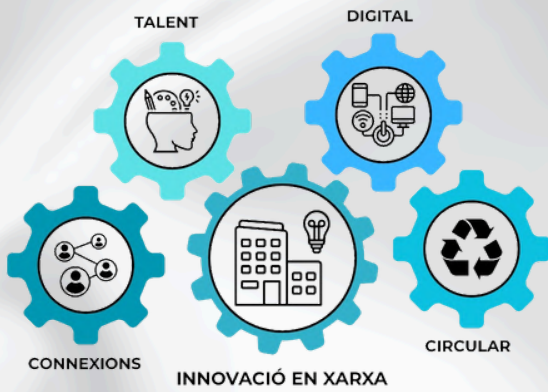 TALENT
DIGITAL
CONNEXIONS
INNOVACIÓ EN XARXA
CIRCULAR